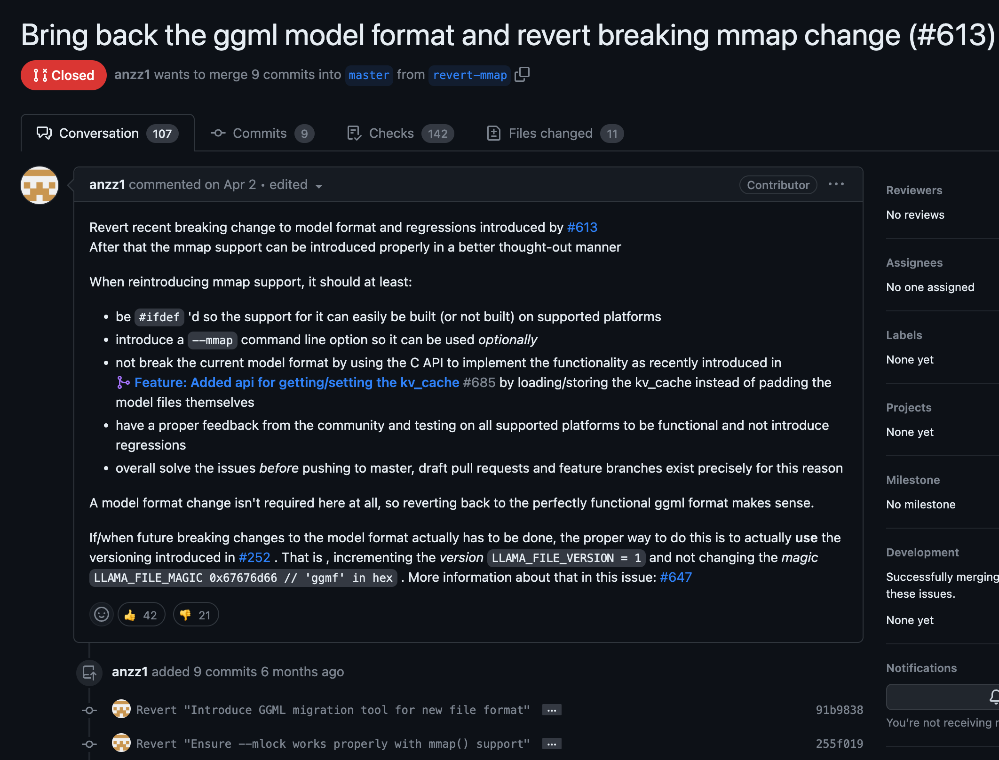 Bring back the ggml model format and revert breaking mmap change (#613)
Closed
anzz1 wants to merge 9 commits into master from revert-mmap
Conversation 107
Commits 9
Checks 142
Files changed 11
anzz1 commented on Apr 2 • edited
Contributor
Revert recent breaking change to model format and regressions introduced by #613
After that the mmap support can be introduced properly in a better thought-out manner
When reintroducing mmap support, it should at least:
• be #ifdef 'd so the support for it can easily be built (or not built) on supported platforms
• introduce a --mmap command line option so it can be used optionally
• not break the current model format by using the C API to implement the functionality as recently introduced in
Feature: Added api for getting/setting the kv_cache #685 by loading/storing the kv_cache instead of padding the
model files themselves
• have a proper feedback from the community and testing on all supported platforms to be functional and not introduce
regressions
• overall solve the issues before pushing to master, draft pull requests and feature branches exist precisely for this reason
A model format change isn't required here at all, so reverting back to the perfectly functional ggml format makes sense.
If/when future breaking changes to the model format actually has to be done, the proper way to do this is to actually use the
versioning introduced in #252 . That is , incrementing the version LLAMA_FILE_VERSION = 1 and not changing the magic
LLAMA_FILE_MAGIC 0x67676d66 // 'ggmf' in hex . More information about that in this issue: #647
👍 42
👎 21
anzz1 added 9 commits 6 months ago
Revert "Introduce GGML migration tool for new file format" ...
91b9838
Revert "Ensure --mlock works properly with mmap() support" ...
255f019
Reviewers
No reviews
Assignees
No one assigned
Labels
None yet
Projects
None yet
Milestone
No milestone
Development
Successfully merging
these issues.
None yet
Notifications
You're not receiving